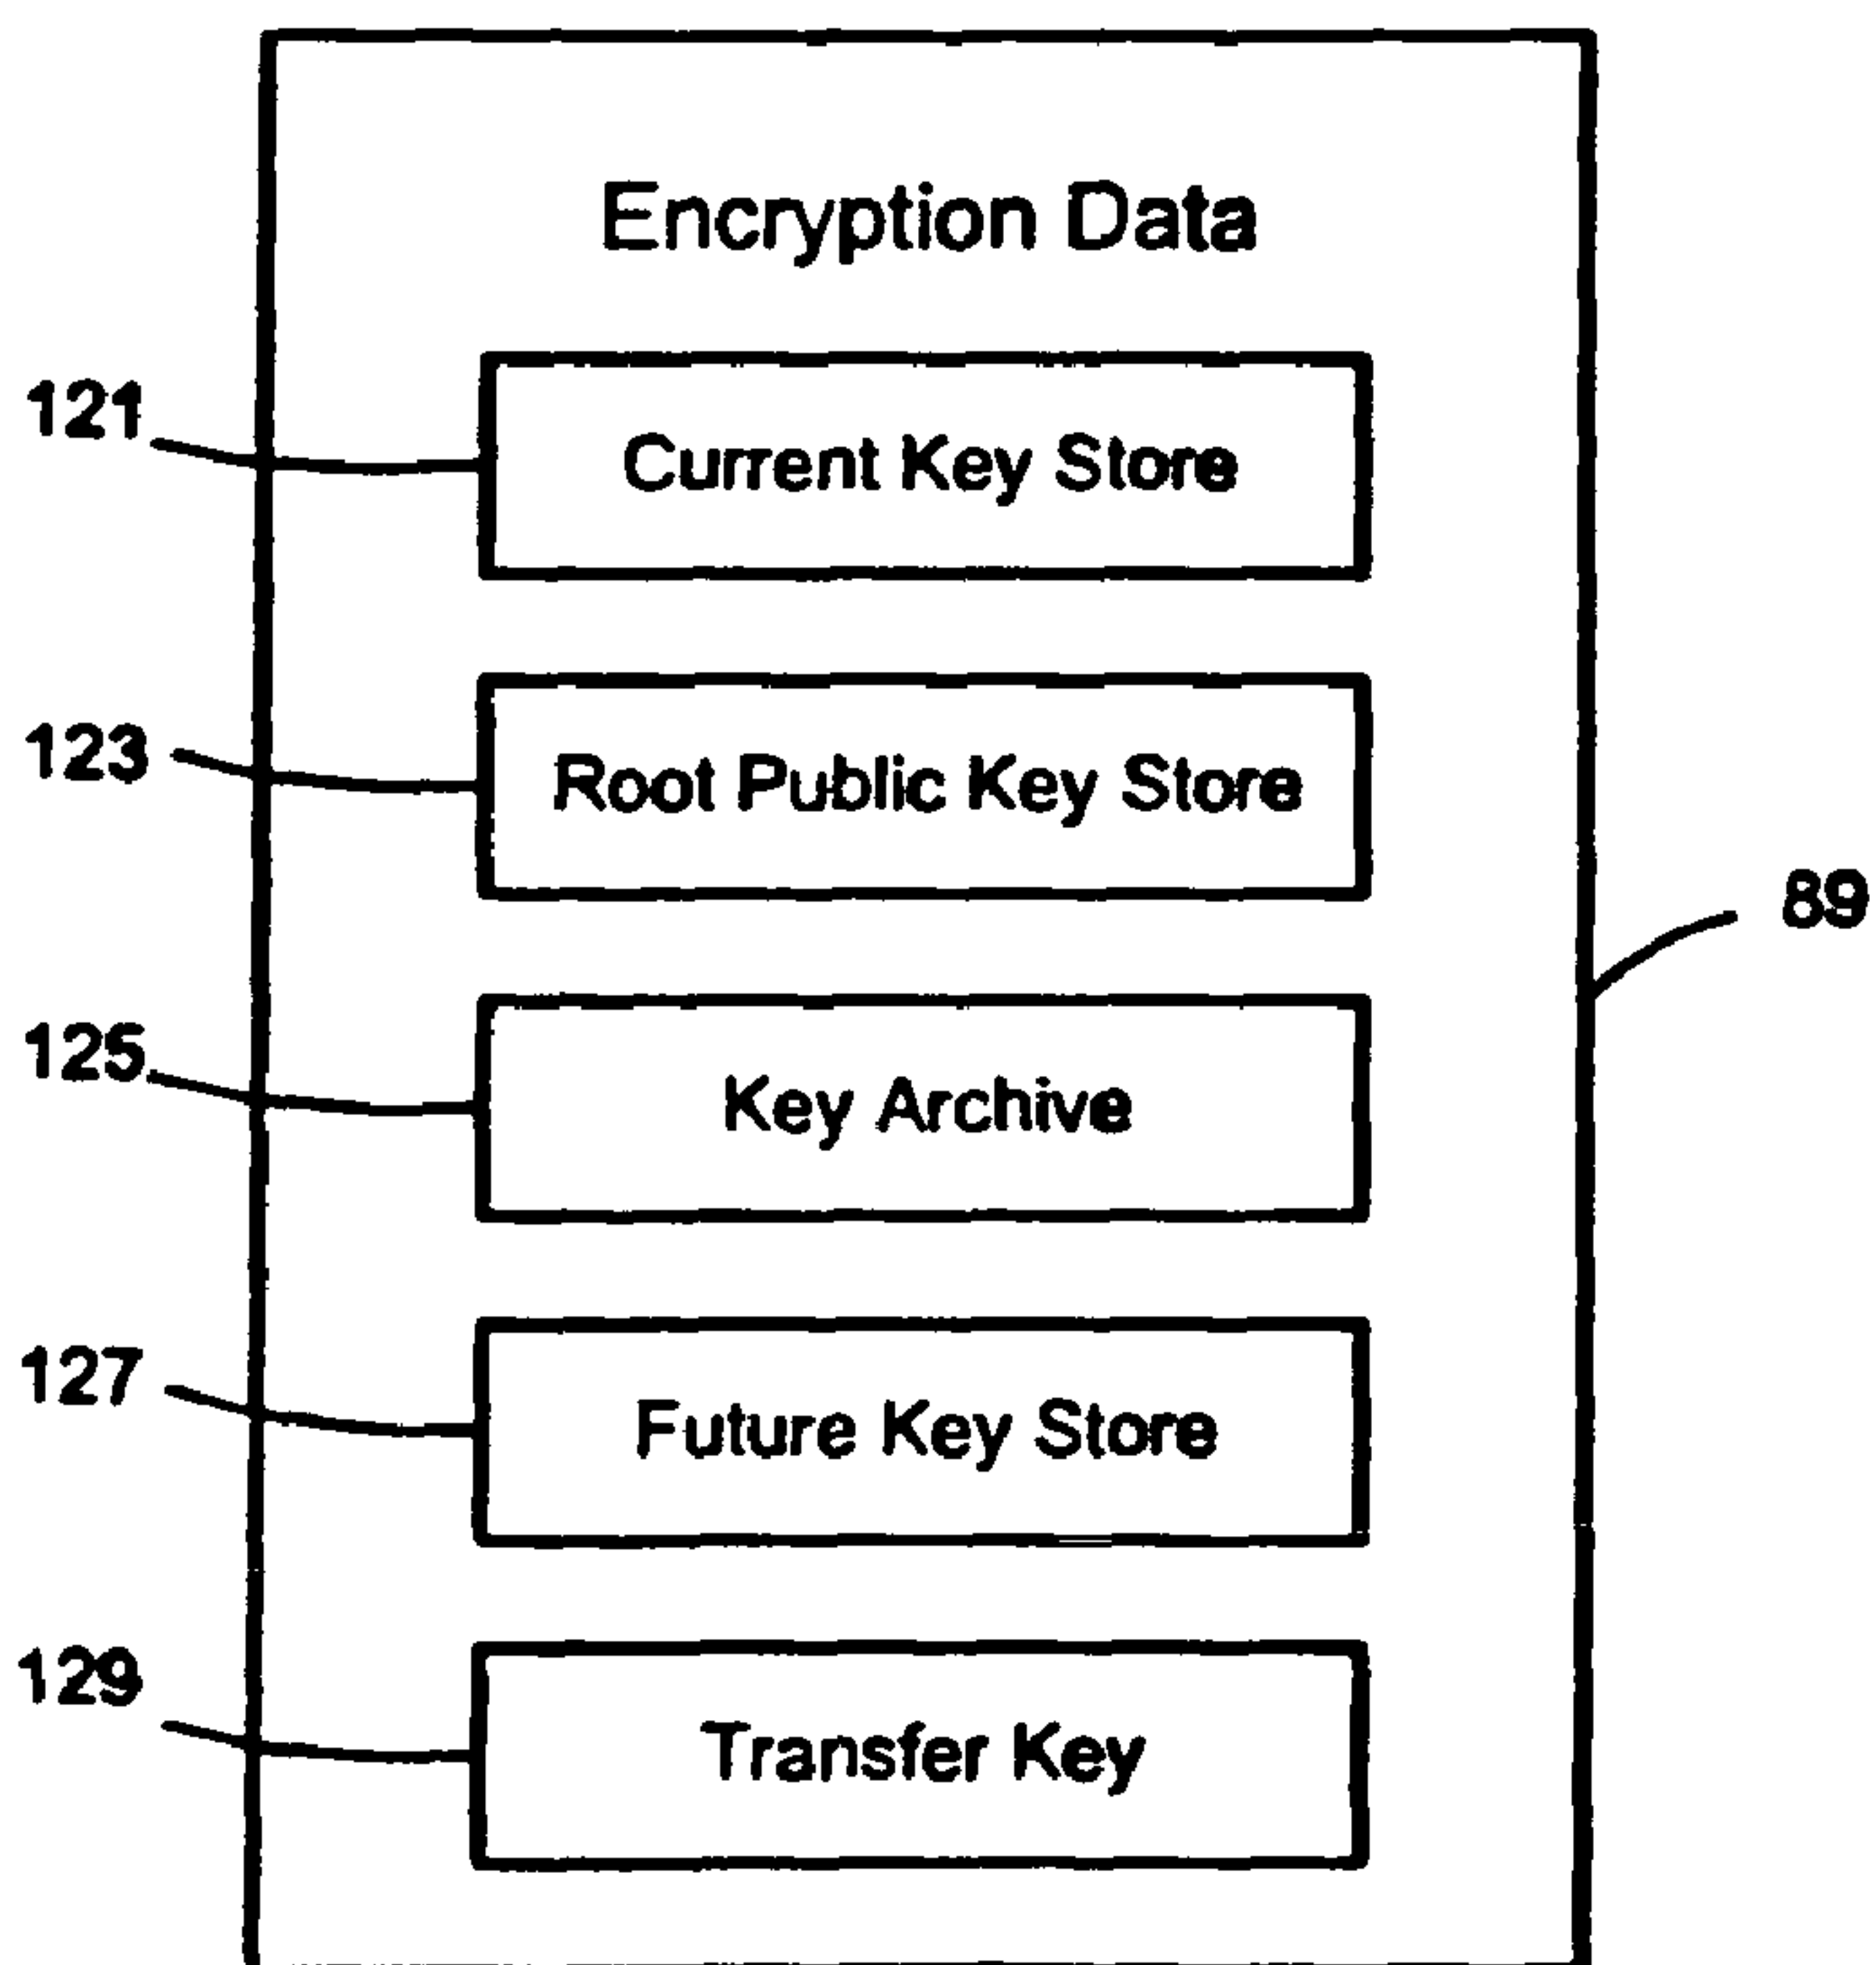 Encryption Data
121
Current Key Store
123
Root Public Key Store
89
125
Key Archive
127
Future Key Store
129
Transfer Key